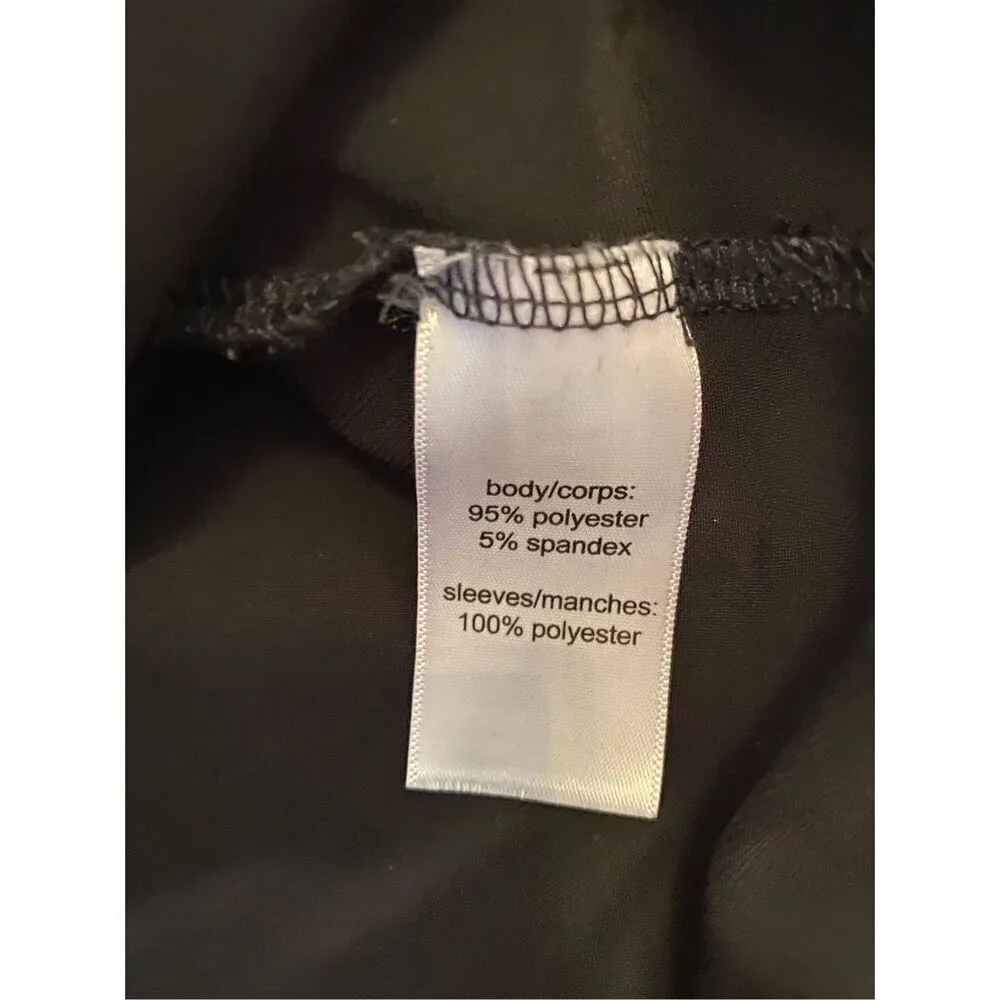 body/corps:
95% polyester
5% spandex
sleeves/manches:
100% polyester